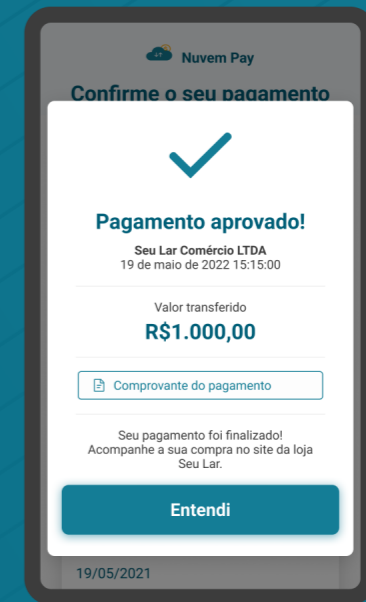 Nuvem Pay
Confirme o seu pagamento
Pagamento aprovado!
Seu Lar Comércio LTDA
19 de maio de 2022 15:15:00
Valor transferido
R$1.000,00
Comprovante do pagamento
Seu pagamento foi finalizado!
Acompanhe a sua compra no site da loja
Seu Lar.
Entendi
19/05/2021